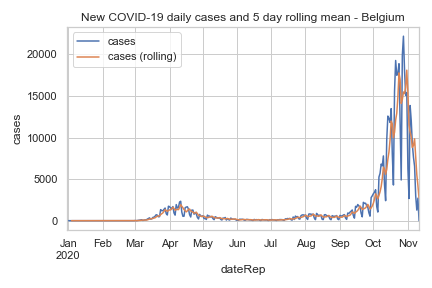 New COVID-19 daily cases and 5 day rolling mean - Belgium
cases
cases (rolling)
20000
15000
10000
5000
0
cases
Jan Feb Mar Apr May Jun Jul Aug Sep Oct Nov
2020
dateRep